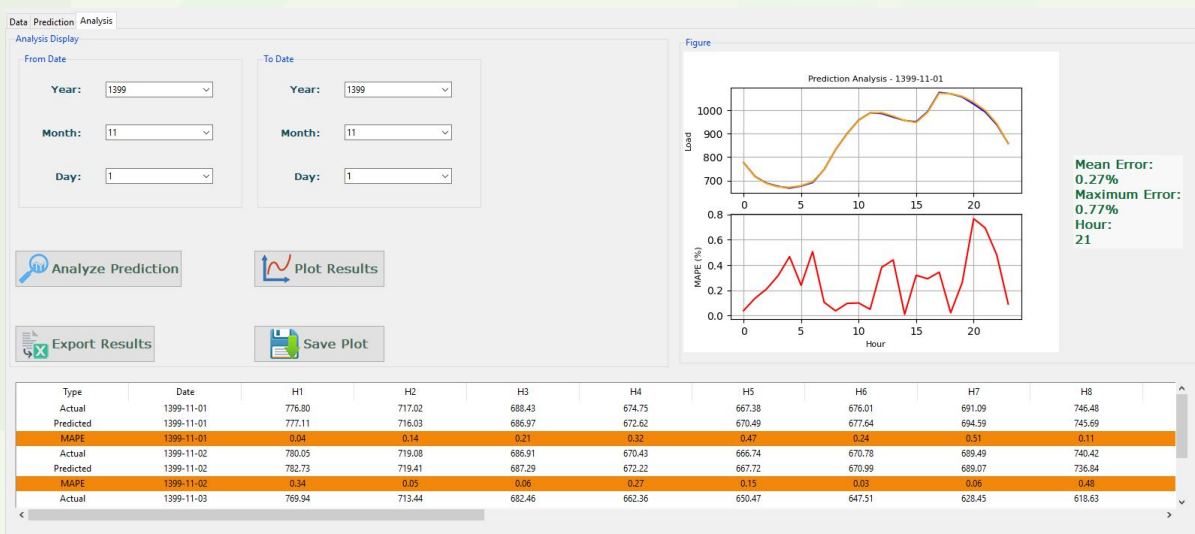 Data Prediction Analysis
Analysis Display
From Date
Year: 1399
Month: 11
Day: 1
To Date
Year: 1399
Month: 11
Day: 1
Analyze Prediction
Plot Results
Export Results
Save Plot
Figure
Prediction Analysis - 1399-11-01
Load
1000
900
800
700
0 5 10 15 20
MAPE (%)
0.8
0.6
0.4
0.2
0.0
0 5 10 15 20
Hour
Mean Error:
0.27%
Maximum Error:
0.77%
Hour:
21
Type Date H1 H2 H3 H4 H5 H6 H7 H8
Actual 1399-11-01 776.80 717.02 688.43 674.75 667.38 676.01 691.09 746.48
Predicted 1399-11-01 777.11 716.03 686.97 672.62 670.49 677.64 694.59 745.69
MAPE 1399-11-01 0.04 0.14 0.21 0.32 0.47 0.24 0.51 0.11
Actual 1399-11-02 780.05 719.08 686.91 670.43 666.74 670.78 689.49 740.42
Predicted 1399-11-02 782.73 719.41 687.29 672.22 667.72 670.99 689.07 736.84
MAPE 1399-11-02 0.34 0.05 0.06 0.27 0.15 0.03 0.06 0.48
Actual 1399-11-03 769.94 713.44 682.46 662.36 650.47 647.51 628.45 618.63